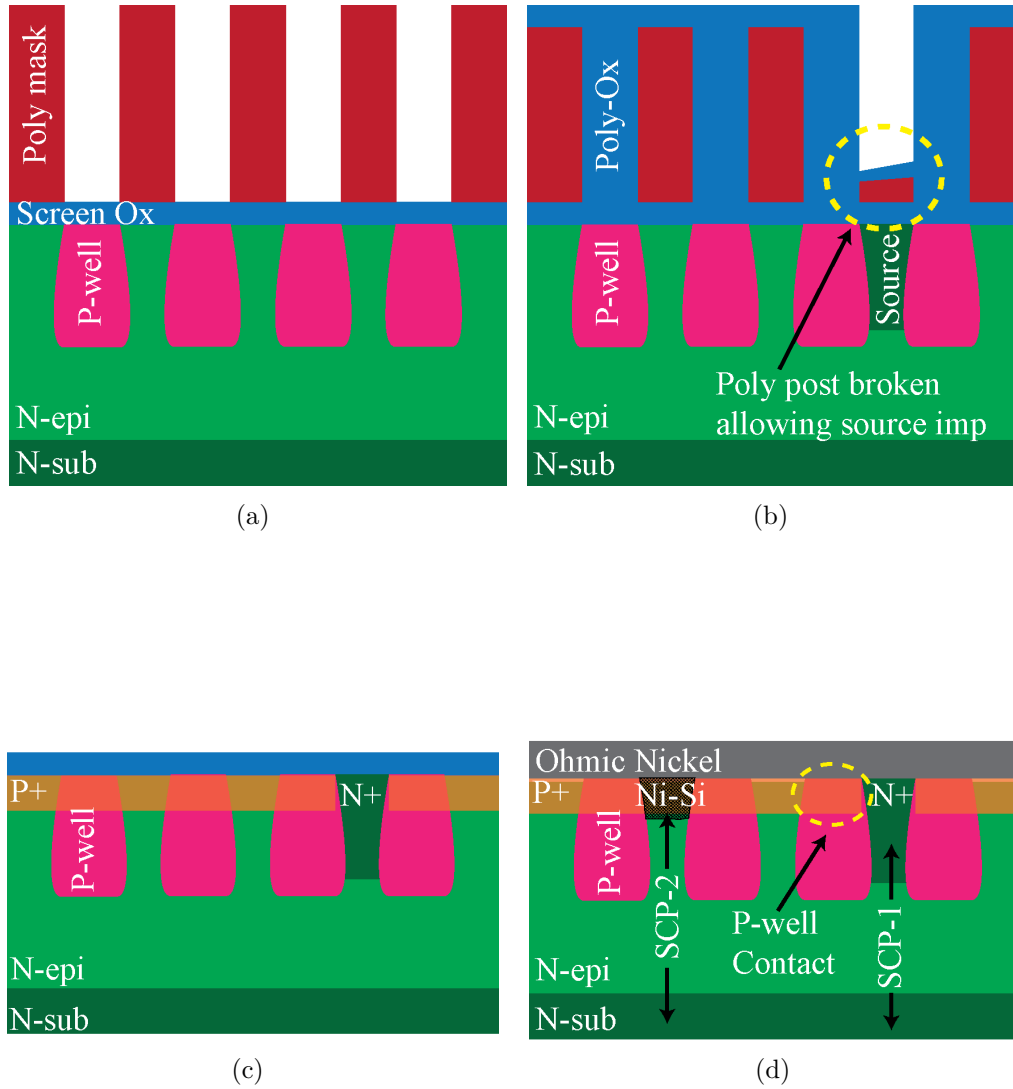 Poly mask
Screen Ox
P-well
N-epi
N-sub
(a)
Poly-Ox
P-well
Source
Poly post broken
allowing source imp
N-epi
N-sub
(b)
P+
N+
P-well
N-epi
N-sub
(c)
Ohmic Nickel
P+
Ni-Si
N+
P-well
SCP-2
P-well
Contact
SCP-1
N-epi
N-sub
(d)